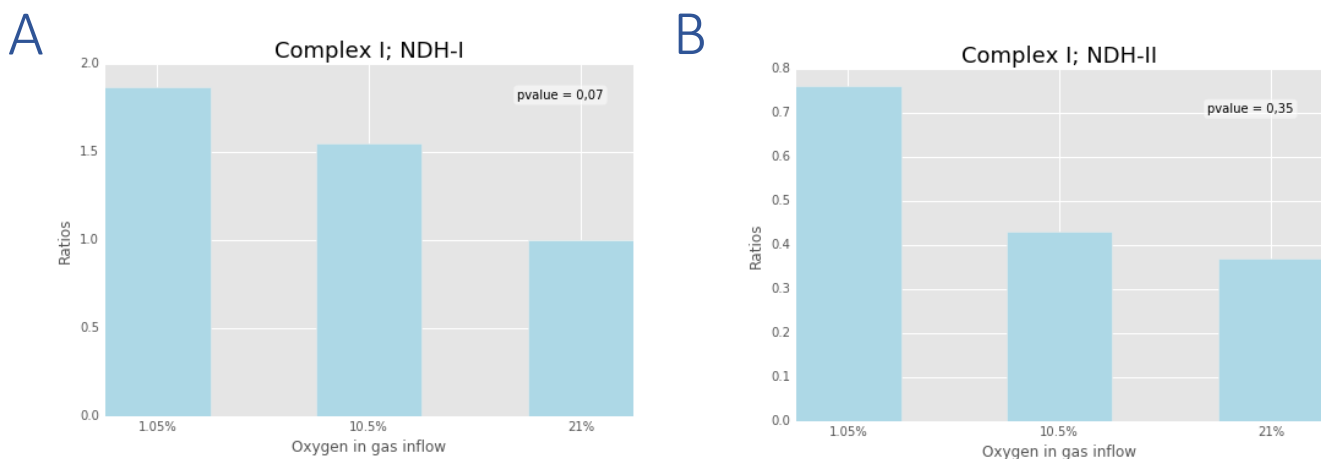 A
Complex I; NDH-I
pvalue = 0,07
2.0
1.5
1.0
0.5
0.0
Ratios
1.05% 10.5% 21%
Oxygen in gas inflow
B
Complex I; NDH-II
pvalue = 0,35
0.8
0.7
0.6
0.5
0.4
0.3
0.2
0.1
0.0
Ratios
1.05% 10.5% 21%
Oxygen in gas inflow